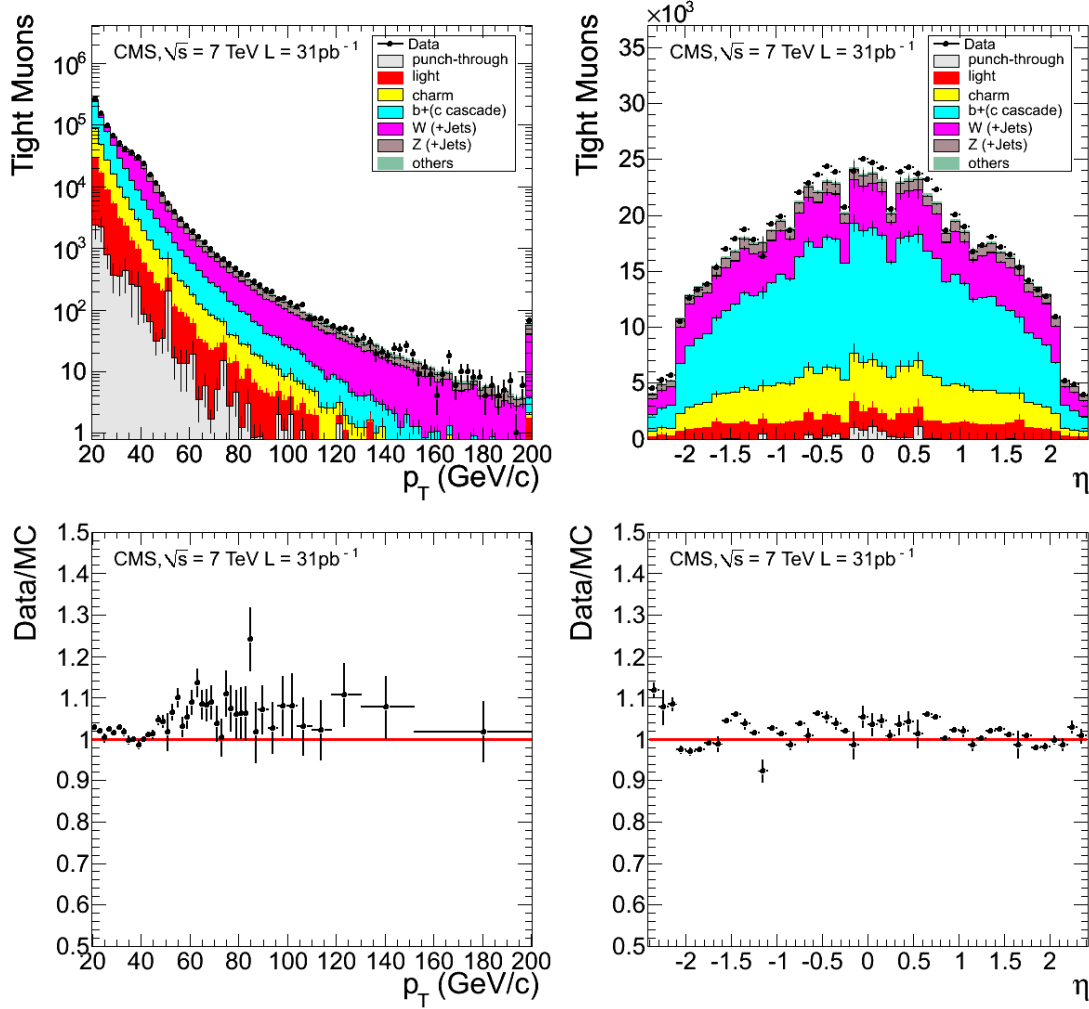 Tight Muons
CMS, √s = 7 TeV L = 31pb⁻¹
Data
punch-through
light
charm
b+(c cascade)
W (+Jets)
Z (+Jets)
others
10⁶
10⁵
10⁴
10³
10²
10
1
20 40 60 80 100 120 140 160 180 200
p_T (GeV/c)
×10³
Tight Muons
CMS, √s = 7 TeV L = 31pb⁻¹
Data
punch-through
light
charm
b+(c cascade)
W (+Jets)
Z (+Jets)
others
35
30
25
20
15
10
5
0
-2 -1.5 -1 -0.5 0 0.5 1 1.5 2
η
Data/MC
CMS, √s = 7 TeV L = 31pb⁻¹
1.5
1.4
1.3
1.2
1.1
1
0.9
0.8
0.7
0.6
0.5
20 40 60 80 100 120 140 160 180 200
p_T (GeV/c)
Data/MC
CMS, √s = 7 TeV L = 31pb⁻¹
1.5
1.4
1.3
1.2
1.1
1
0.9
0.8
0.7
0.6
0.5
-2 -1.5 -1 -0.5 0 0.5 1 1.5 2
η